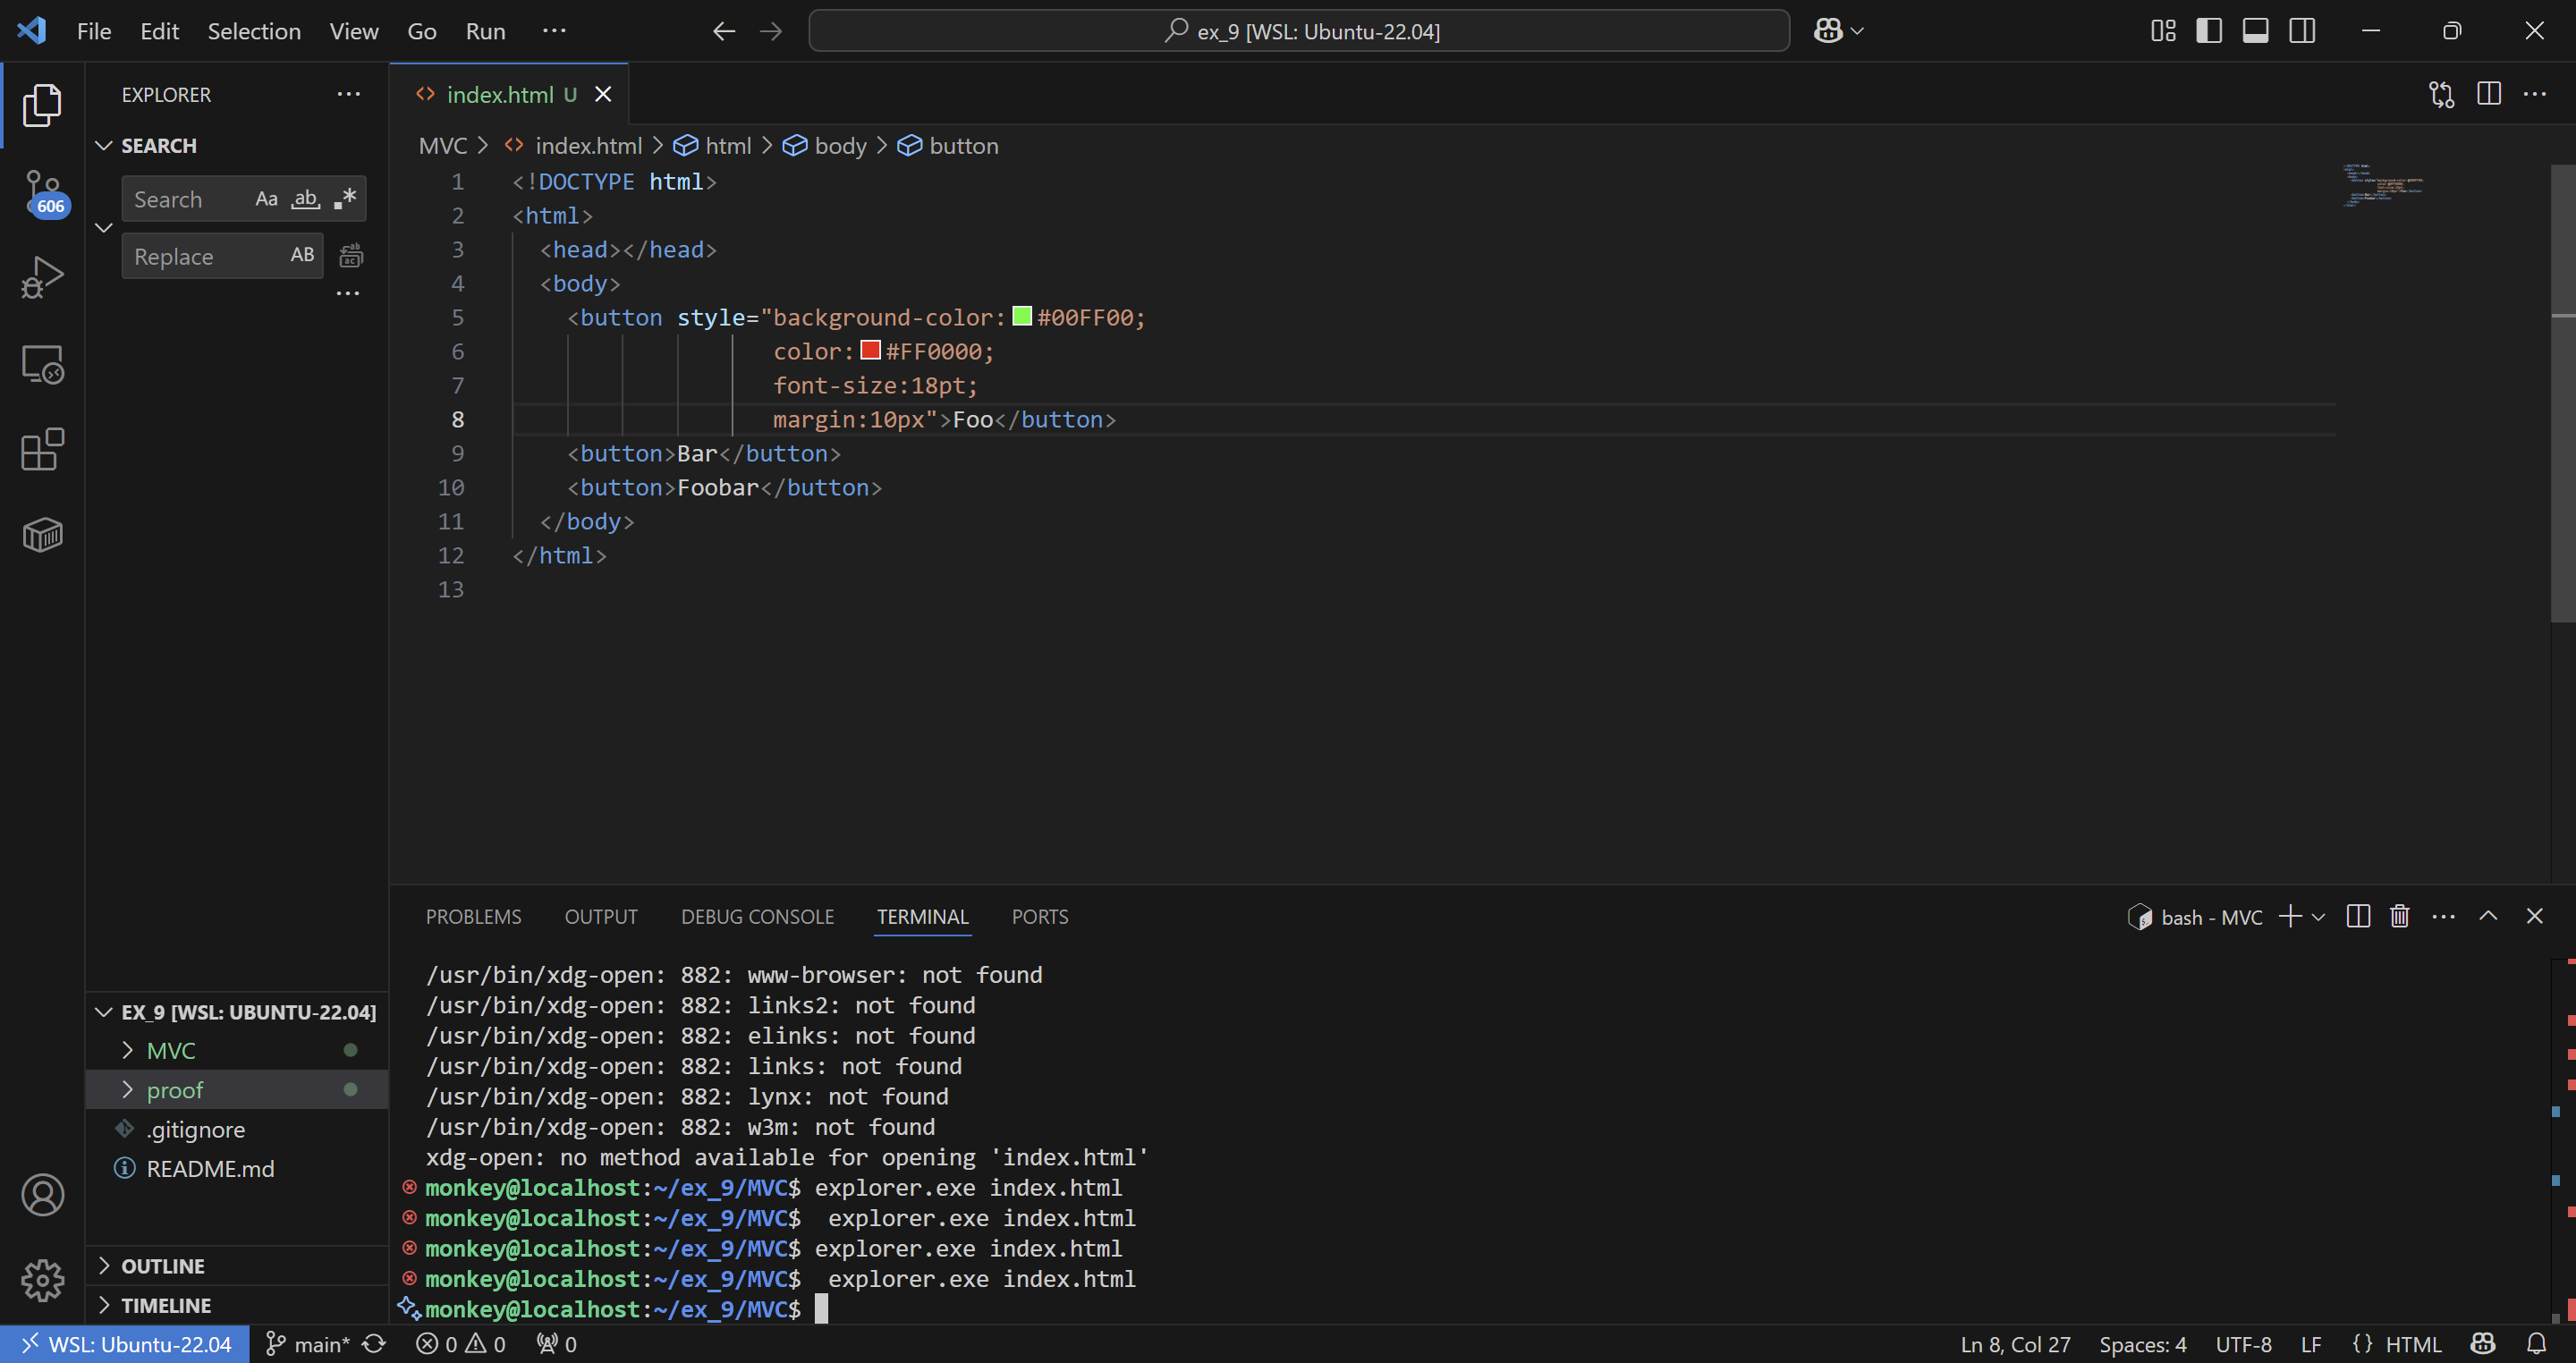 File Edit Selection View Go Run ···
ex_9 [WSL: Ubuntu-22.04]
EXPLORER ···
SEARCH
Search Aa ab .*
Replace AB
···
606
index.html U
MVC > index.html > html > body > button
1 <!DOCTYPE html>
2 <html>
3 <head></head>
4 <body>
5 <button style="background-color:#00FF00;
6 color:#FF0000;
7 font-size:18pt;
8 margin:10px">Foo</button>
9 <button>Bar</button>
10 <button>Foobar</button>
11 </body>
12 </html>
13
EX_9 [WSL: UBUNTU-22.04]
MVC
proof
.gitignore
README.md
OUTLINE
TIMELINE
PROBLEMS OUTPUT DEBUG CONSOLE TERMINAL PORTS
bash - MVC
/usr/bin/xdg-open: 882: www-browser: not found
/usr/bin/xdg-open: 882: links2: not found
/usr/bin/xdg-open: 882: elinks: not found
/usr/bin/xdg-open: 882: links: not found
/usr/bin/xdg-open: 882: lynx: not found
/usr/bin/xdg-open: 882: w3m: not found
xdg-open: no method available for opening 'index.html'
monkey@localhost:~/ex_9/MVC$ explorer.exe index.html
monkey@localhost:~/ex_9/MVC$  explorer.exe index.html
monkey@localhost:~/ex_9/MVC$ explorer.exe index.html
monkey@localhost:~/ex_9/MVC$  explorer.exe index.html
monkey@localhost:~/ex_9/MVC$
WSL: Ubuntu-22.04 main* 0 0 0
Ln 8, Col 27 Spaces: 4 UTF-8 LF {} HTML